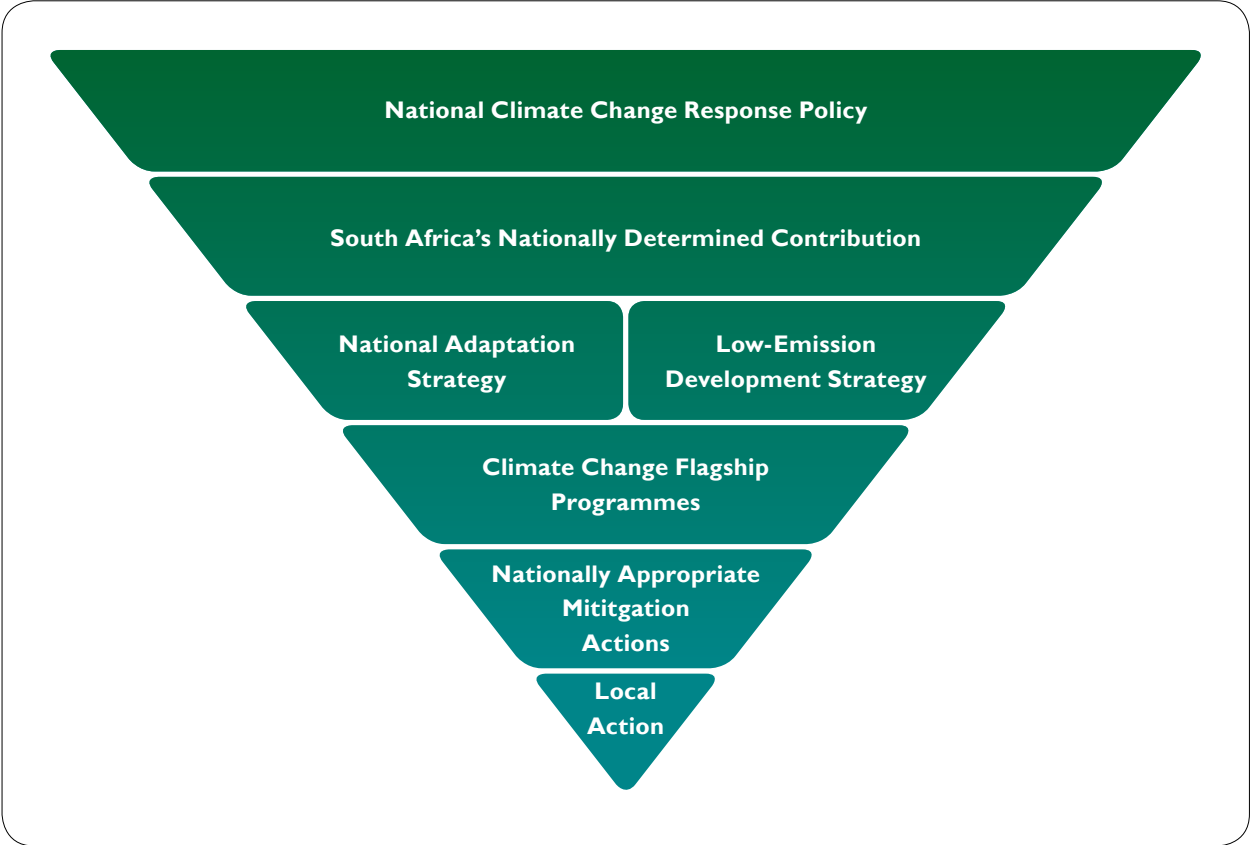 National Climate Change Response Policy
South Africa’s Nationally Determined Contribution
National Adaptation
Strategy
Low-Emission
Development Strategy
Climate Change Flagship
Programmes
Nationally Appropriate
Mititgation
Actions
Local
Action